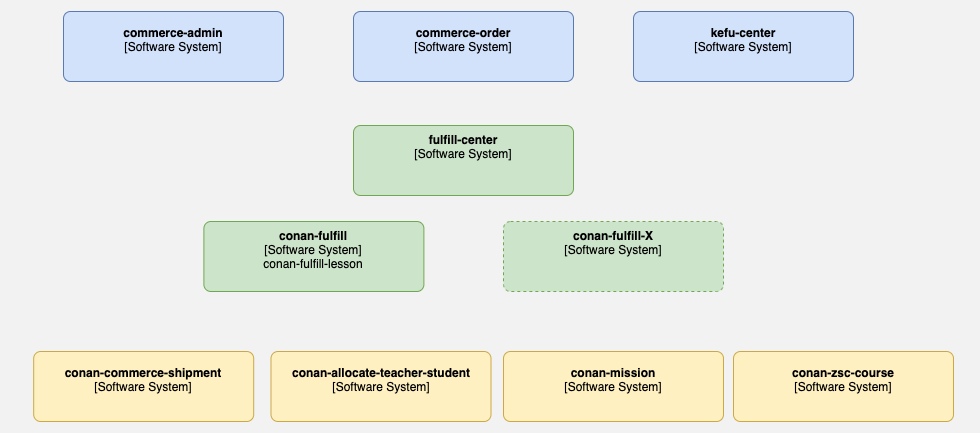 commerce-admin
[Software System]
commerce-order
[Software System]
kefu-center
[Software System]
fulfill-center
[Software System]
conan-fulfill
[Software System]
conan-fulfill-lesson
conan-fulfill-X
[Software System]
conan-commerce-shipment
[Software System]
conan-allocate-teacher-student
[Software System]
conan-mission
[Software System]
conan-zsc-course
[Software System]